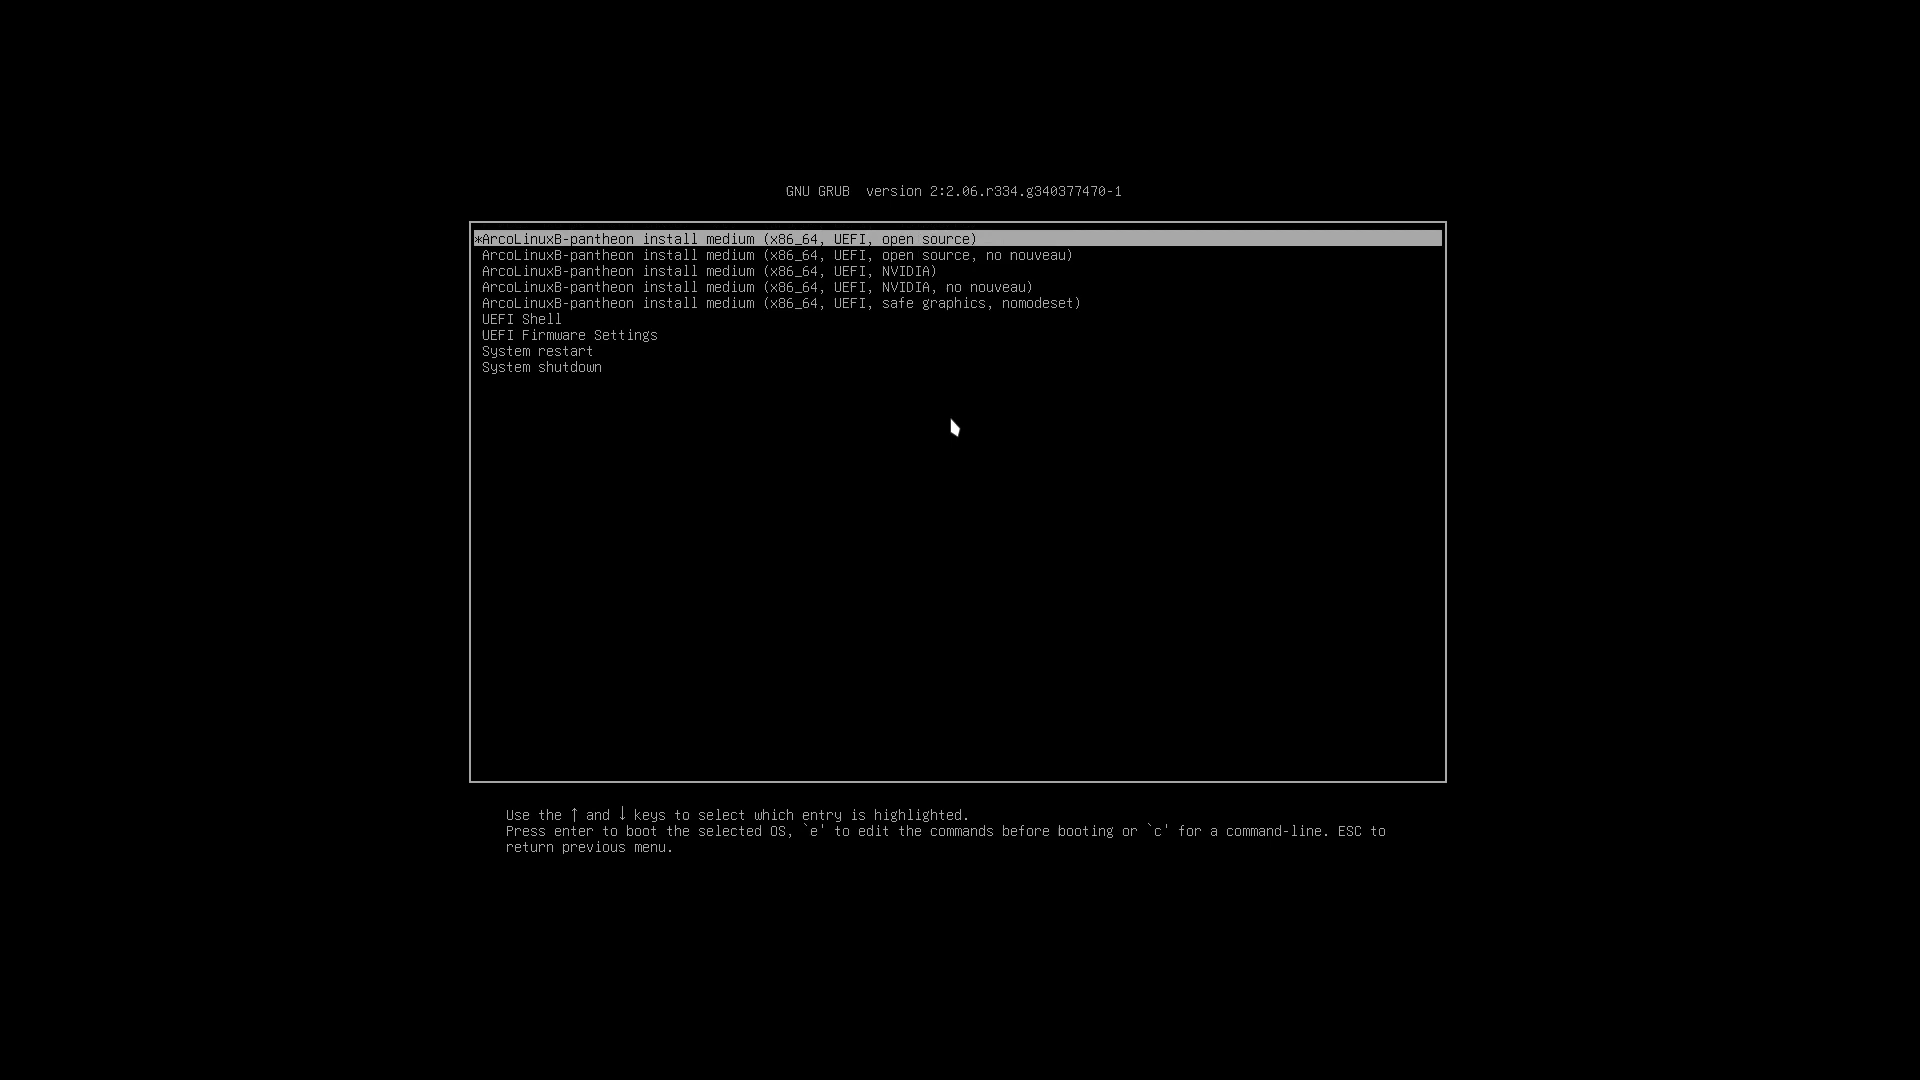 GNU GRUB  version 2:2.06.r334.g340377470-1
*ArcoLinuxB-pantheon install medium (x86_64, UEFI, open source)
ArcoLinuxB-pantheon install medium (x86_64, UEFI, open source, no nouveau)
ArcoLinuxB-pantheon install medium (x86_64, UEFI, NVIDIA)
ArcoLinuxB-pantheon install medium (x86_64, UEFI, NVIDIA, no nouveau)
ArcoLinuxB-pantheon install medium (x86_64, UEFI, safe graphics, nomodeset)
UEFI Shell
UEFI Firmware Settings
System restart
System shutdown
Use the ↑ and ↓ keys to select which entry is highlighted.
Press enter to boot the selected OS, `e' to edit the commands before booting or `c' for a command-line. ESC to
return previous menu.